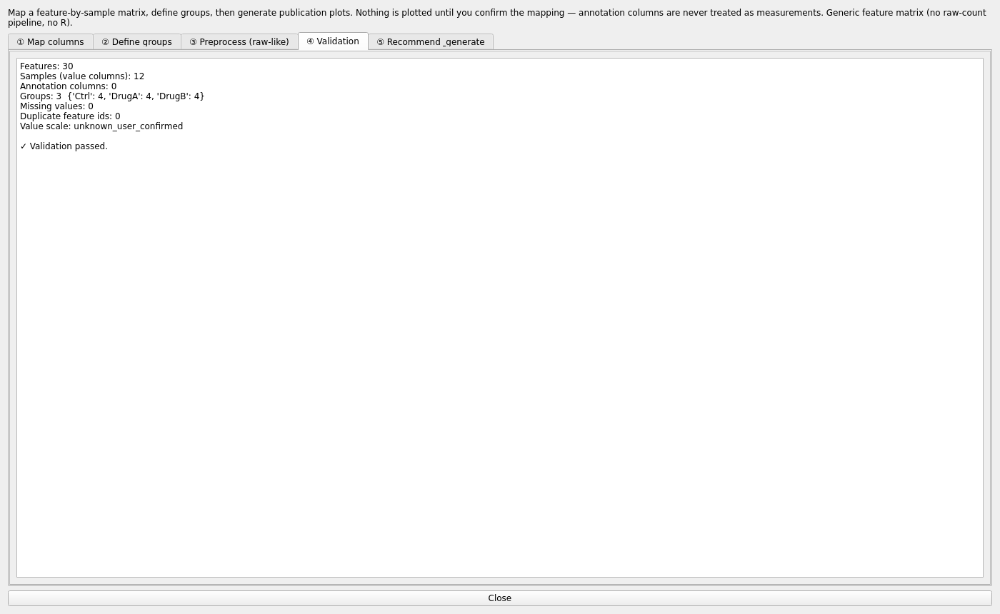 Map a feature-by-sample matrix, define groups, then generate publication plots. Nothing is plotted until you confirm the mapping — annotation columns are never treated as measurements. Generic feature matrix (no raw-count
pipeline, no R).
① Map columns
② Define groups
③ Preprocess (raw-like)
④ Validation
⑤ Recommend _generate
Features: 30
Samples (value columns): 12
Annotation columns: 0
Groups: 3  {'Ctrl': 4, 'DrugA': 4, 'DrugB': 4}
Missing values: 0
Duplicate feature ids: 0
Value scale: unknown_user_confirmed
✓ Validation passed.
Close